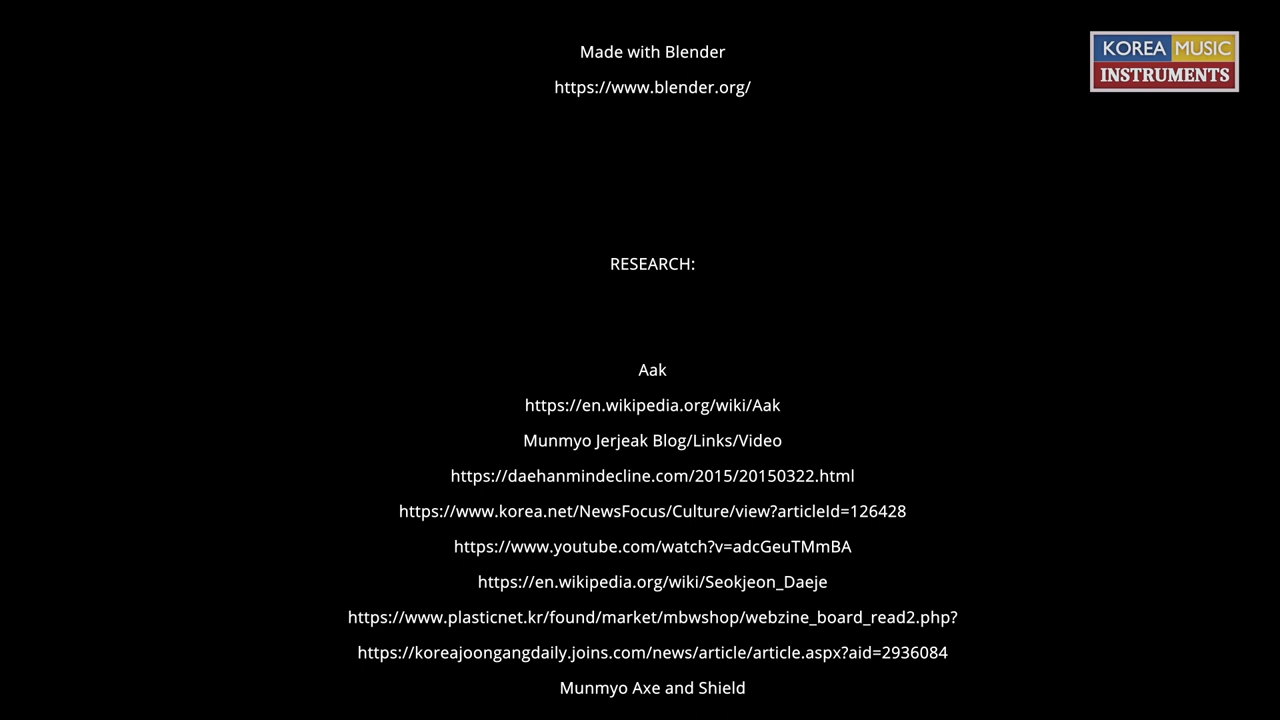 Made with Blender
https://www.blender.org/
KOREA MUSIC
INSTRUMENTS
RESEARCH:
Aak
https://en.wikipedia.org/wiki/Aak
Munmyo Jerjeak Blog/Links/Video
https://daehanmindecline.com/2015/20150322.html
https://www.korea.net/NewsFocus/Culture/view?articleId=126428
https://www.youtube.com/watch?v=adcGeuTMmBA
https://en.wikipedia.org/wiki/Seokjeon_Daeje
https://www.plasticnet.kr/found/market/mbwshop/webzine_board_read2.php?
https://koreajoongangdaily.joins.com/news/article/article.aspx?aid=2936084
Munmyo Axe and Shield